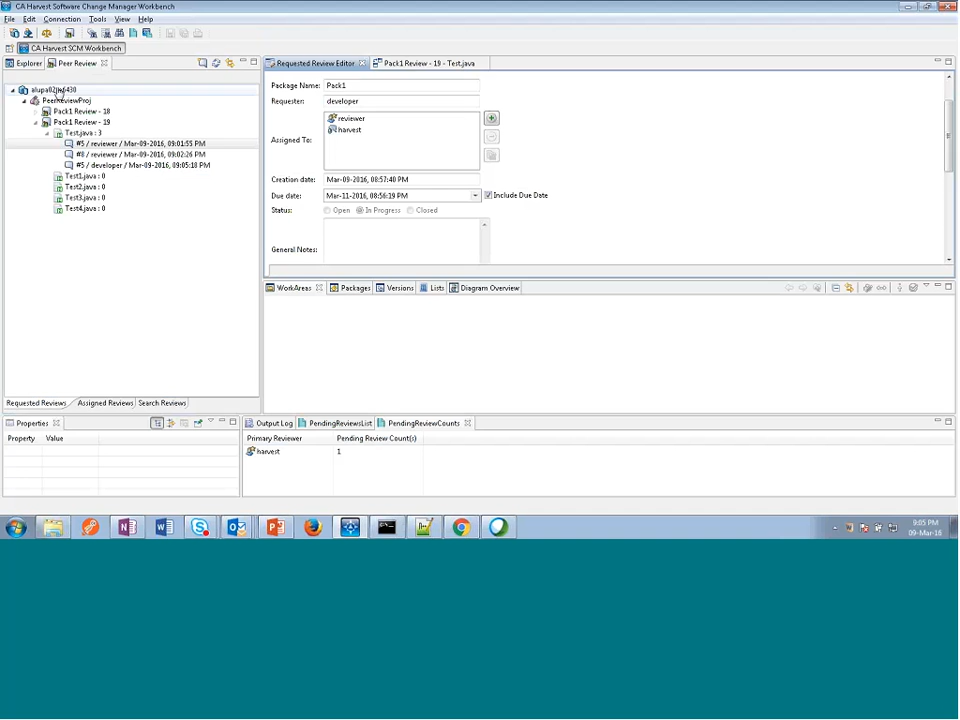 CA Harvest Software Change Manager Workbench
File Edit Connection Tools View Help
CA Harvest SCM Workbench
Explorer Peer Review
PeerReviewProj
Pack1 Review - 18
Pack1 Review - 19
Test.java : 3
#5 / reviewer / Mar-09-2016, 09:01:55 PM
#8 / reviewer / Mar-09-2016, 09:02:26 PM
#5 / developer / Mar-09-2016, 09:05:18 PM
Test1.java : 0
Test2.java : 0
Test3.java : 0
Test4.java : 0
Requested Reviews Assigned Reviews Search Reviews
Requested Review Editor Pack1 Review - 19 - Test.java
Package Name: Pack1
Requester: developer
Assigned To:
reviewer
harvest
Creation date: Mar-09-2016, 08:57:40 PM
Due date: Mar-11-2016, 08:56:19 PM Include Due Date
Status: Open In Progress Closed
General Notes:
WorkAreas Packages Versions Lists Diagram Overview
Properties
Property Value
Output Log PendingReviewsList PendingReviewCounts
Primary Reviewer Pending Review Count(s)
harvest 1
9:05 PM
09-Mar-16